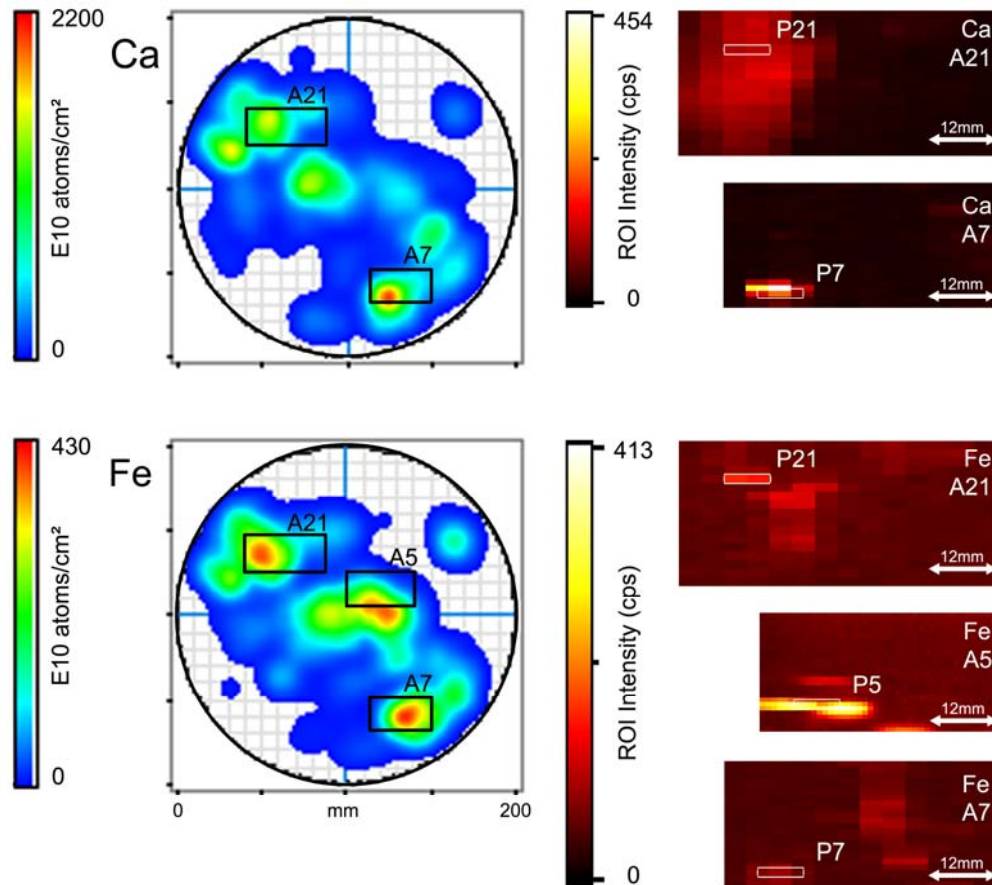 2200
Ca
E10 atoms/cm²
0
A21
A7
454
ROI Intensity (cps)
0
P21
Ca
A21
12mm
Ca
A7
P7
12mm
430
Fe
E10 atoms/cm²
0
A21
A5
A7
0
mm
200
413
ROI Intensity (cps)
0
P21
Fe
A21
12mm
Fe
A5
P5
12mm
Fe
A7
P7
12mm